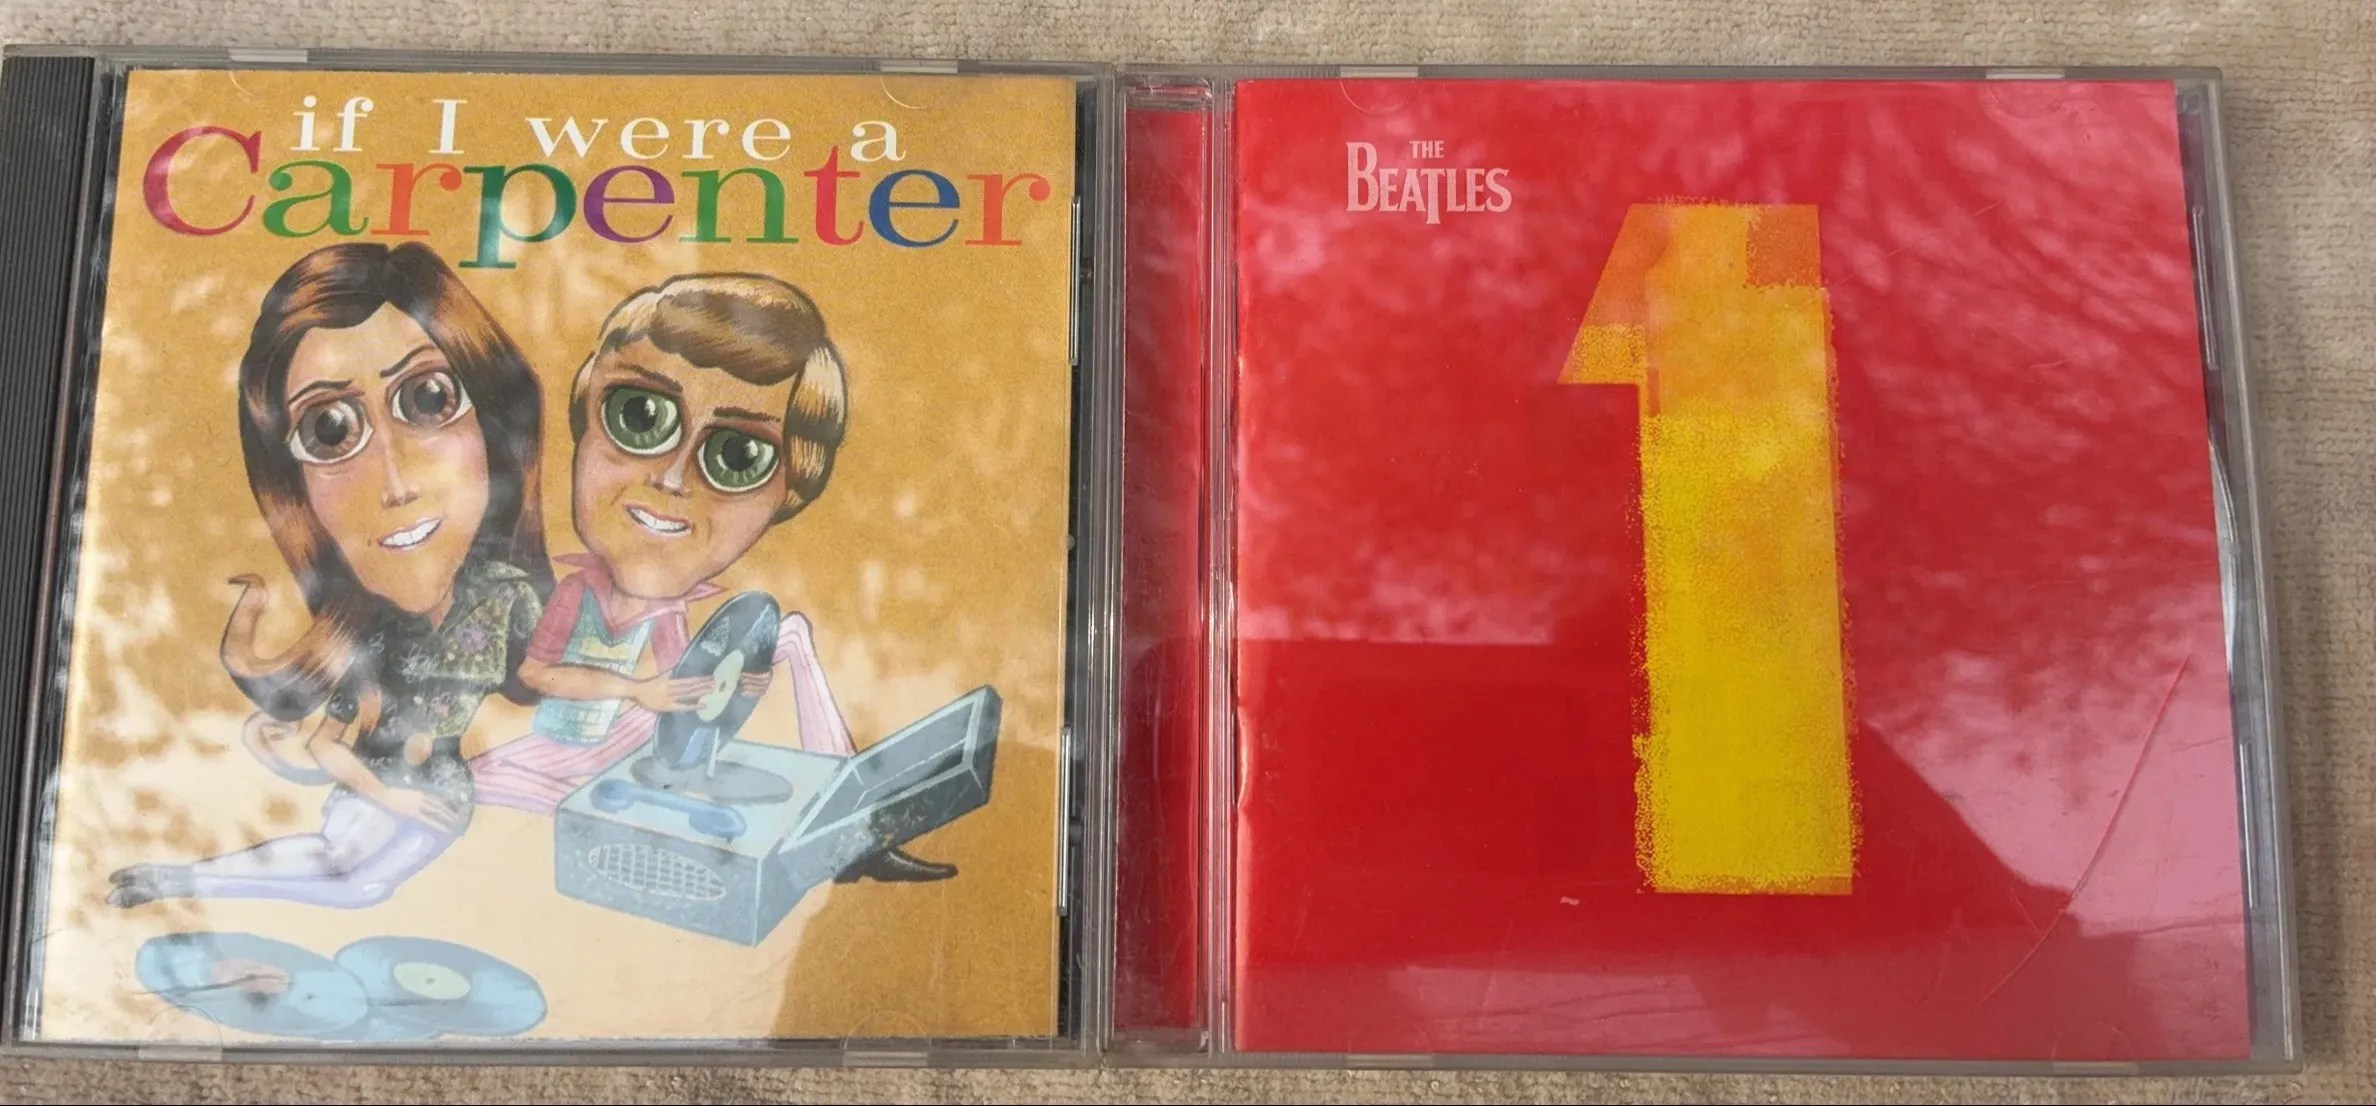 if I were a
Carpenter
THE
BEATLES
1